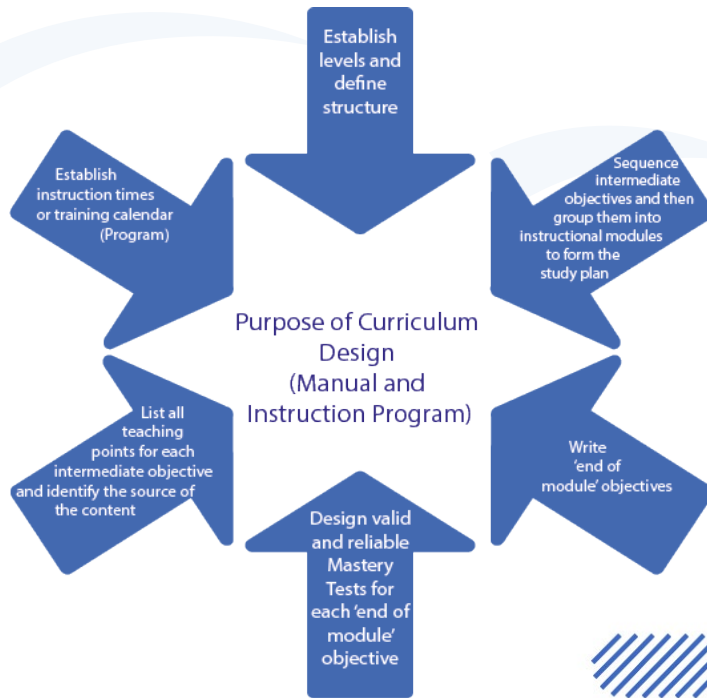 Establish
levels and
define
structure
Sequence
intermediate
objectives and then
group them into
instructional modules
to form the
study plan
Write
'end of
module' objectives
Design valid
and reliable
Mastery
Tests for
each 'end of
module'
objective
List all
teaching
points for each
intermediate objective
and identify the source of
the content
Establish
instruction times
or training calendar
(Program)
Purpose of Curriculum
Design
(Manual and
Instruction Program)